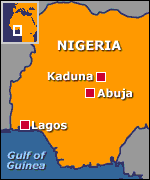 NIGERIA
Kaduna
Abuja
Lagos
Gulf of
Guinea